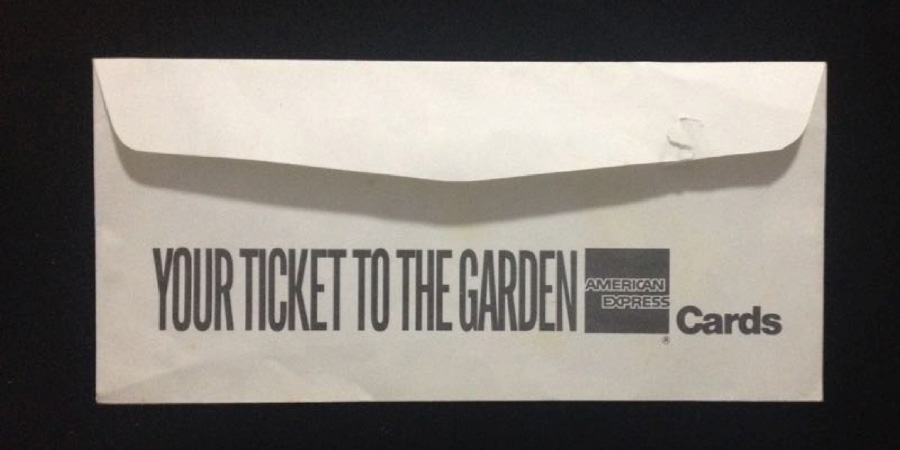 YOUR TICKET TO THE GARDEN
AMERICAN
EXPRESS
®
Cards